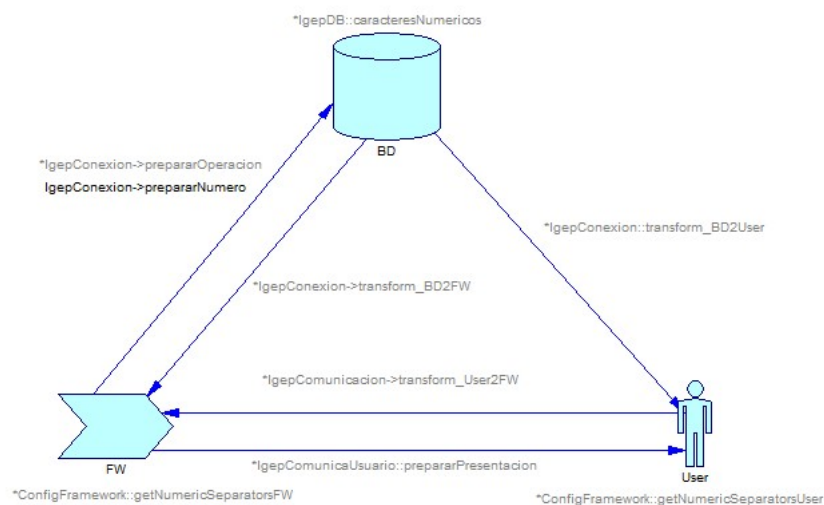 *IgepDB::caracteresNumericos
BD
*IgepConexion->prepararOperacion
IgepConexion->prepararNumero
*IgepConexion::transform_BD2User
*IgepConexion->transform_BD2FW
*IgepComunicacion->transform_User2FW
FW
*IgepComunicaUsuario::prepararPresentacion
User
*ConfigFramework::getNumericSeparatorsFW
*ConfigFramework::getNumericSeparatorsUser